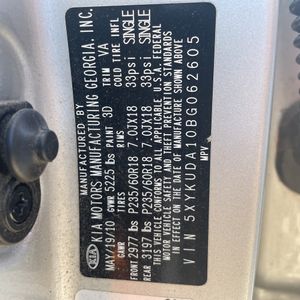 MANUFACTURED BY
KIA KIA MOTORS MANUFACTURING GEORGIA, INC.
MAY/19/10 GVWR 5225 lbs PAINT 3D TRIM VA
GAWR TIRES RIMS COLD TIRE INFL
FRONT 2977 lbs P235/60R18 7.0JX18 33psi SINGLE
REAR 3197 lbs P235/60R18 7.0JX18 33psi SINGLE
THIS VEHICLE CONFORMS TO ALL APPLICABLE U.S.A. FEDERAL
MOTOR VEHICLE SAFETY AND THEFT PREVENTION STANDARDS
IN EFFECT ON THE DATE OF MANUFACTURE SHOWN ABOVE
VIN 5XYKUDA10BG062605
MPV